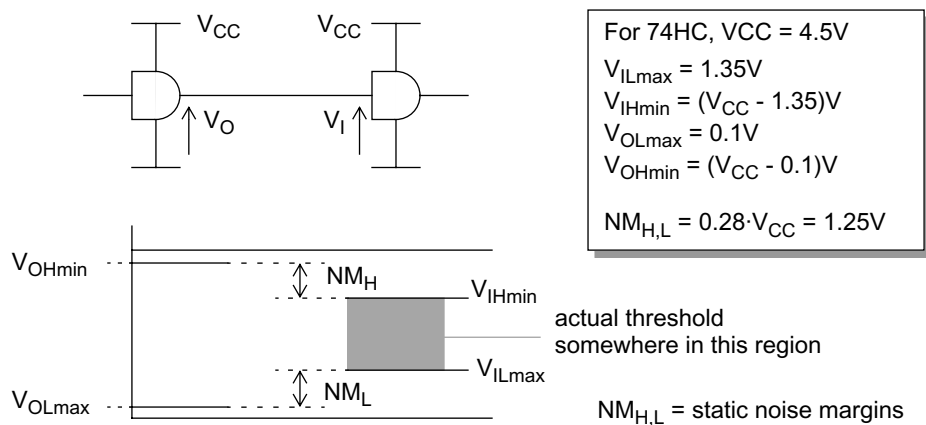 V_CC
V_CC
V_O
V_I
For 74HC, VCC = 4.5V
V_ILmax = 1.35V
V_IHmin = (V_CC - 1.35)V
V_OLmax = 0.1V
V_OHmin = (V_CC - 0.1)V
NM_H,L = 0.28·V_CC = 1.25V
V_OHmin
NM_H
V_IHmin
actual threshold
somewhere in this region
V_ILmax
NM_L
V_OLmax
NM_H,L = static noise margins